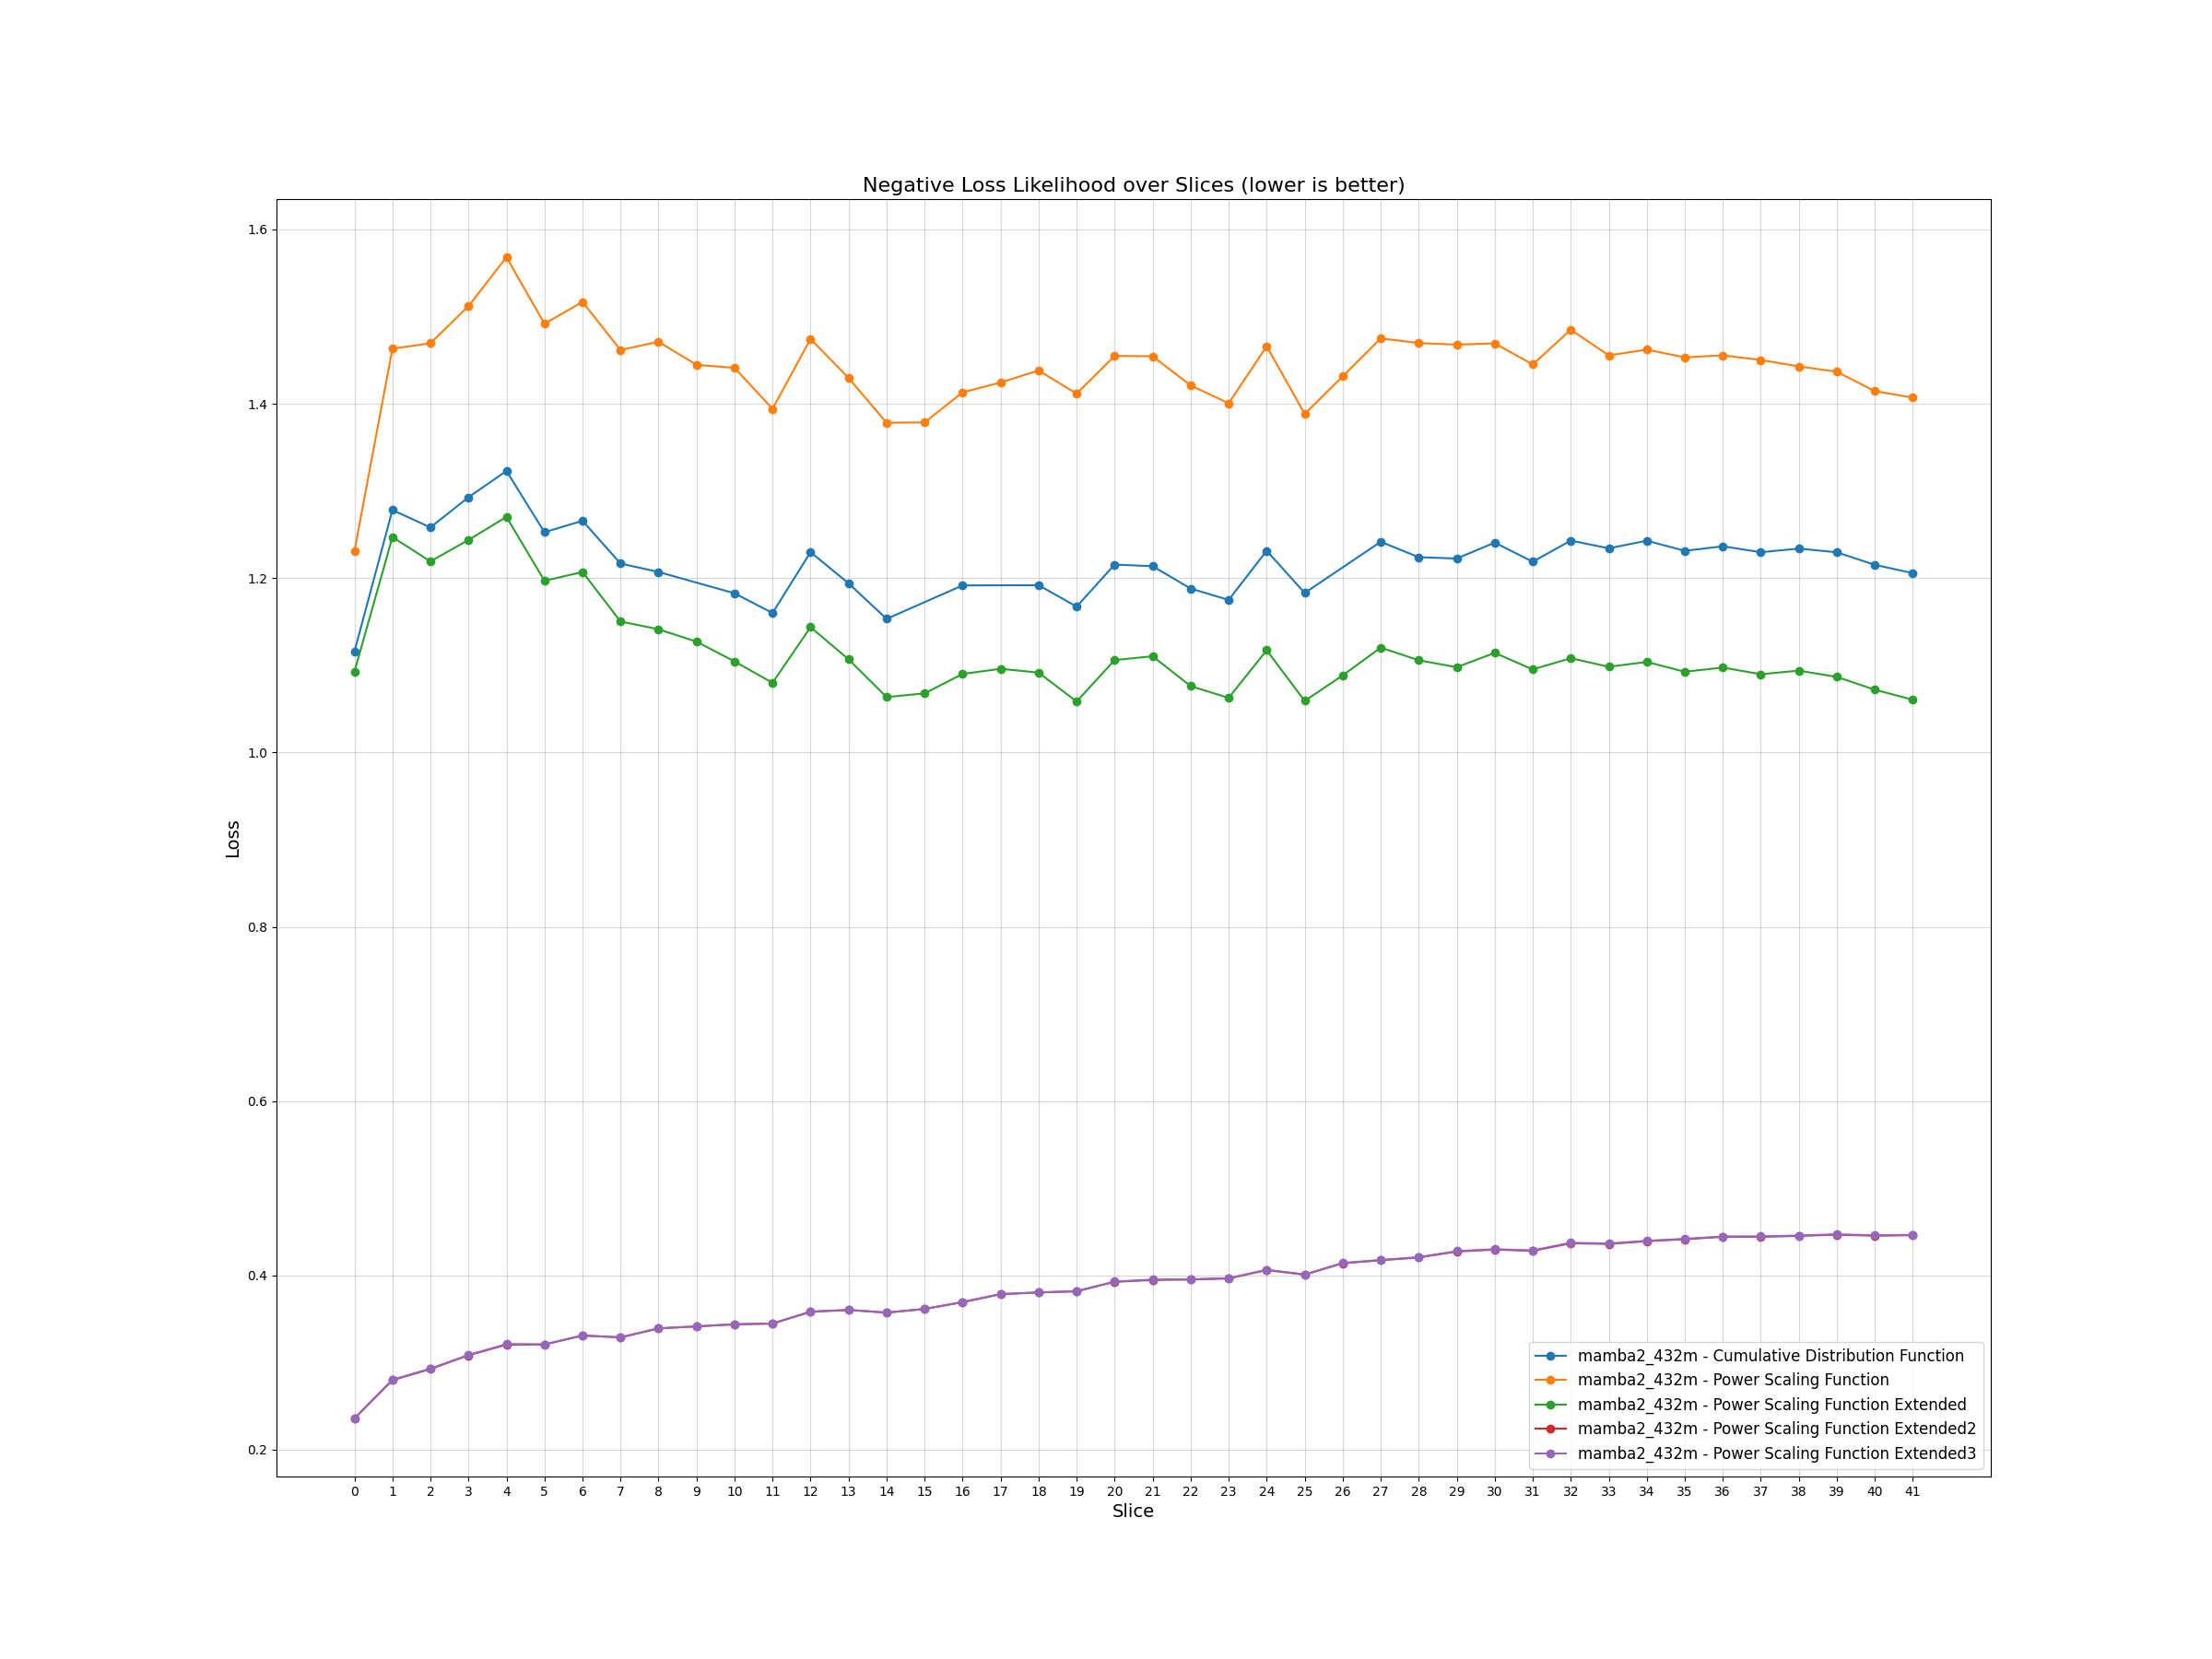 Negative Loss Likelihood over Slices (lower is better)
1.6
1.4
1.2
1.0
0.8
0.6
0.4
0.2
Loss
0 1 2 3 4 5 6 7 8 9 10 11 12 13 14 15 16 17 18 19 20 21 22 23 24 25 26 27 28 29 30 31 32 33 34 35 36 37 38 39 40 41
Slice
mamba2_432m - Cumulative Distribution Function
mamba2_432m - Power Scaling Function
mamba2_432m - Power Scaling Function Extended
mamba2_432m - Power Scaling Function Extended2
mamba2_432m - Power Scaling Function Extended3